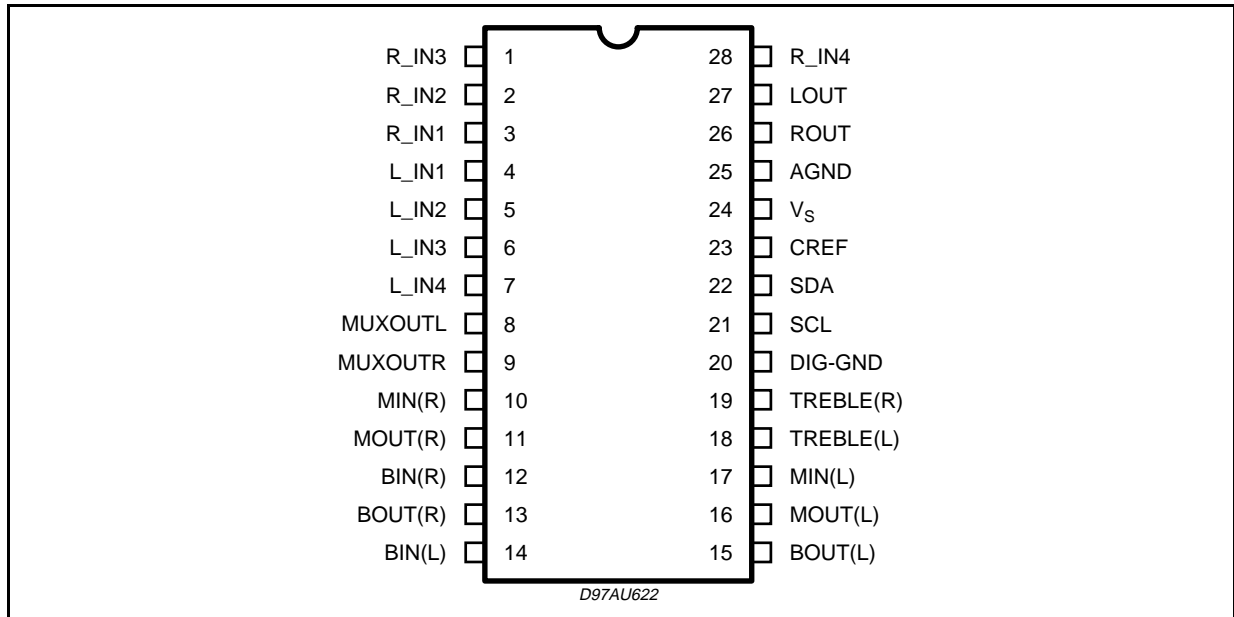 R_IN3 1 28 R_IN4
R_IN2 2 27 LOUT
R_IN1 3 26 ROUT
L_IN1 4 25 AGND
L_IN2 5 24 VS
L_IN3 6 23 CREF
L_IN4 7 22 SDA
MUXOUTL 8 21 SCL
MUXOUTR 9 20 DIG-GND
MIN(R) 10 19 TREBLE(R)
MOUT(R) 11 18 TREBLE(L)
BIN(R) 12 17 MIN(L)
BOUT(R) 13 16 MOUT(L)
BIN(L) 14 15 BOUT(L)
D97AU622